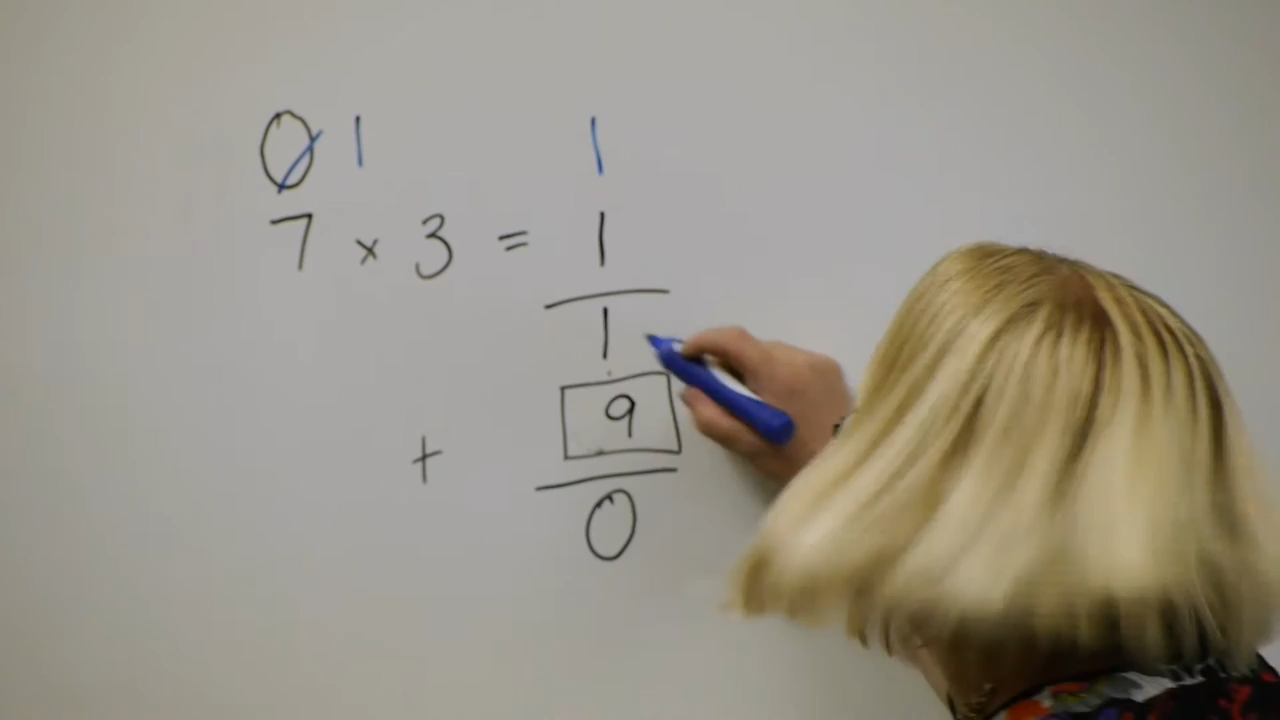 0 1 1
7 × 3 = 1
1
9
+
0